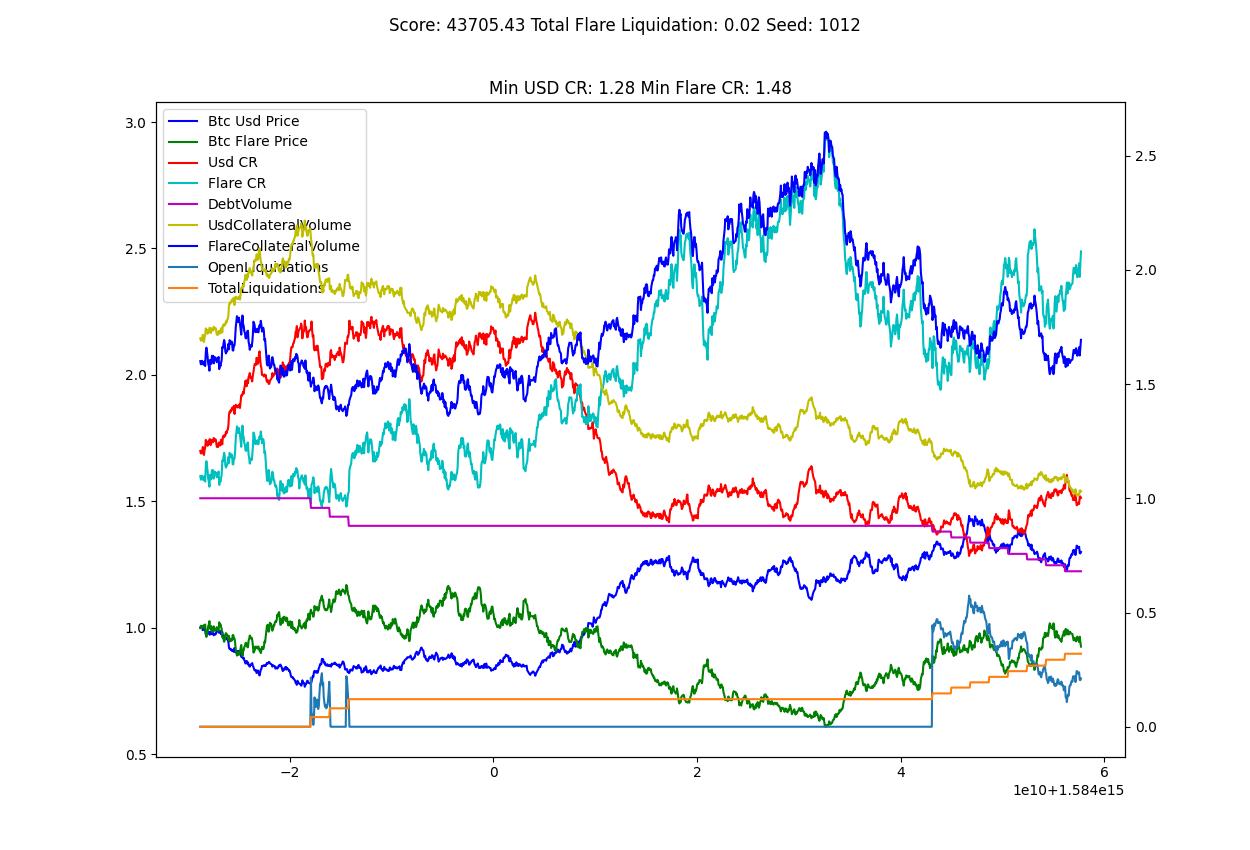 Score: 43705.43 Total Flare Liquidation: 0.02 Seed: 1012
Min USD CR: 1.28 Min Flare CR: 1.48
Btc Usd Price
Btc Flare Price
Usd CR
Flare CR
DebtVolume
UsdCollateralVolume
FlareCollateralVolume
OpenLiquidations
TotalLiquidations
3.0
2.5
2.0
1.5
1.0
0.5
2.5
2.0
1.5
1.0
0.5
0.0
−2 0 2 4 6
1e10+1.584e15